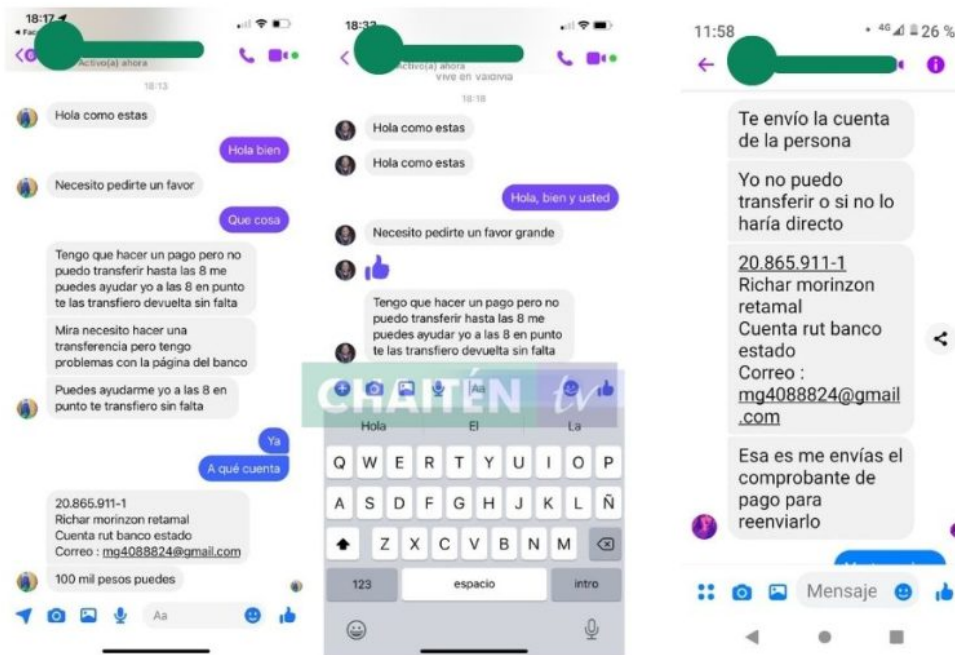 18:17
Activo(a) ahora
18:13
Hola como estas
Hola bien
Necesito pedirte un favor
Que cosa
Tengo que hacer un pago pero no
puedo transferir hasta las 8 me
puedes ayudar yo a las 8 en punto
te las transfiero devuelta sin falta
Mira necesito hacer una
transferencia pero tengo
problemas con la página del banco
Puedes ayudarme yo a las 8 en
punto te transfiero sin falta
Ya
A qué cuenta
20.865.911-1
Richar morinzon retamal
Cuenta rut banco estado
Correo : mg4088824@gmail.com
100 mil pesos puedes
Aa
Activo(a) ahora
Vive en Valdivia
18:18
Hola como estas
Hola como estas
Hola, bien y usted
Necesito pedirte un favor grande
Tengo que hacer un pago pero no
puedo transferir hasta las 8 me
puedes ayudar yo a las 8 en punto
te las transfiero devuelta sin falta
Aa
CHAITÉN tv
Hola El La
Q W E R T Y U I O P
A S D F G H J K L Ñ
Z X C V B N M
123 espacio intro
11:58 4G 26 %
Te envío la cuenta
de la persona
Yo no puedo
transferir o si no lo
haría directo
20.865.911-1
Richar morinzon
retamal
Cuenta rut banco
estado
Correo :
mg4088824@gmail
.com
Esa es me envías el
comprobante de
pago para
reenviarlo
Mensaje